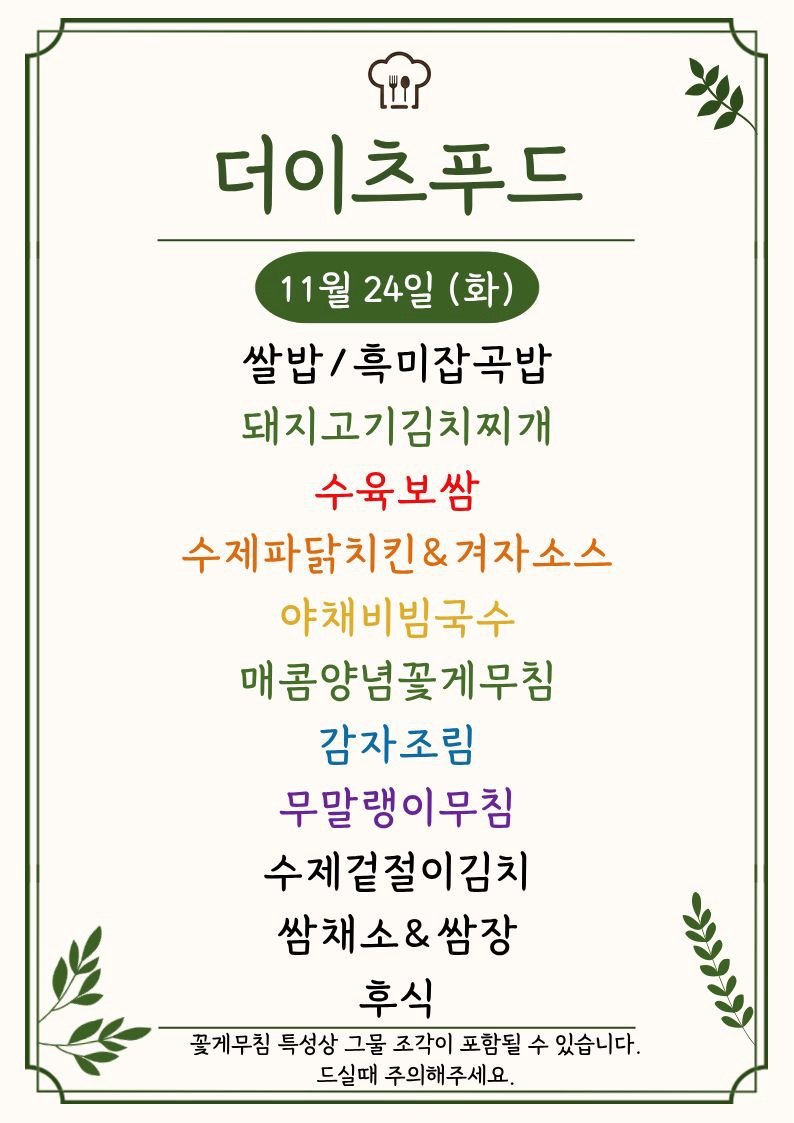 더이츠푸드
11월 24일 (화)
쌀밥/흑미잡곡밥
돼지고기김치찌개
수육보쌈
수제파닭치킨&겨자소스
야채비빔국수
매콤양념꽃게무침
감자조림
무말랭이무침
수제겉절이김치
쌈채소&쌈장
후식
꽃게무침 특성상 그물 조각이 포함될 수 있습니다.
드실때 주의해주세요.